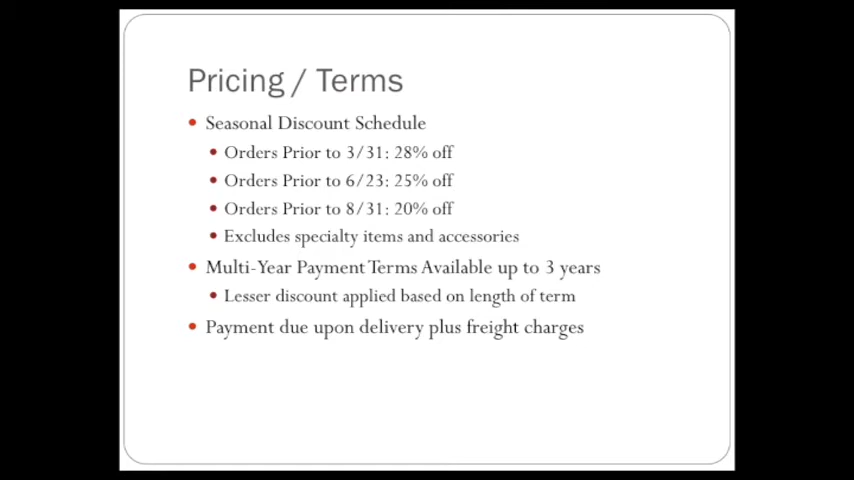 Pricing / Terms
Seasonal Discount Schedule
Orders Prior to 3/31: 28% off
Orders Prior to 6/23: 25% off
Orders Prior to 8/31: 20% off
Excludes specialty items and accessories
Multi-Year Payment Terms Available up to 3 years
Lesser discount applied based on length of term
Payment due upon delivery plus freight charges